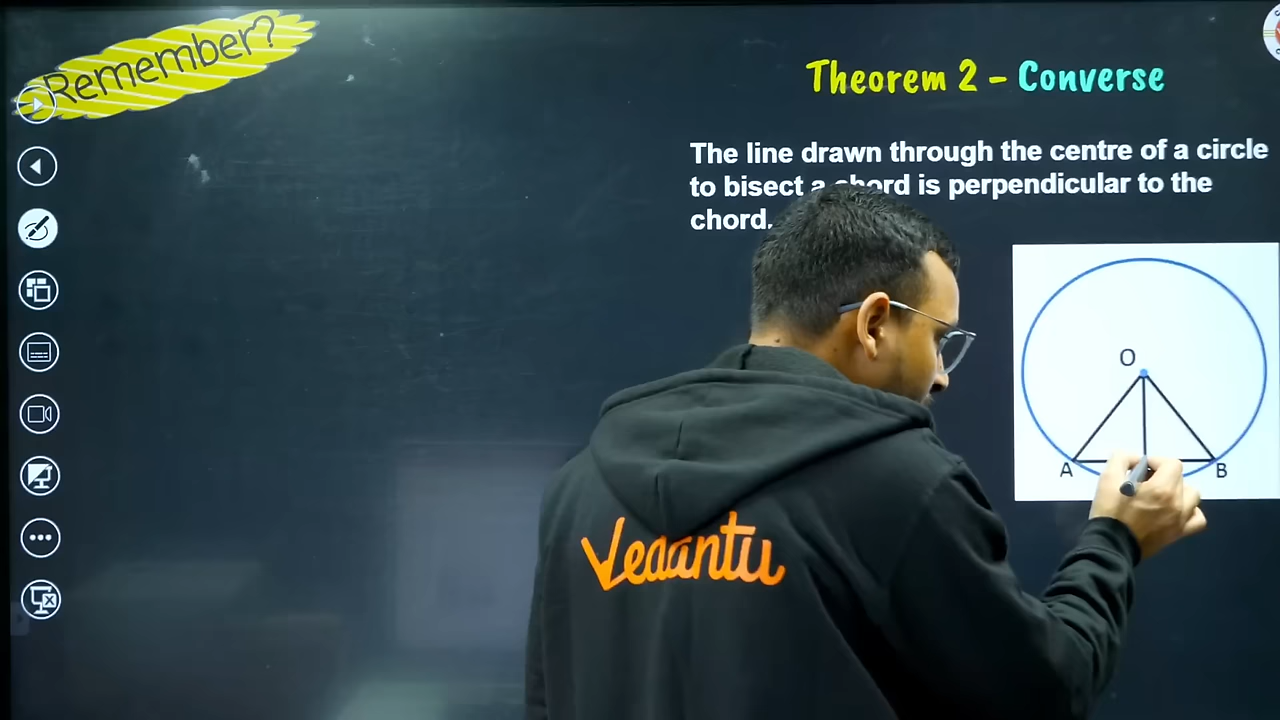 Remember?
Theorem 2 - Converse
The line drawn through the centre of a circle
to bisect a chord is perpendicular to the
chord.
O
A
B
Vedantu